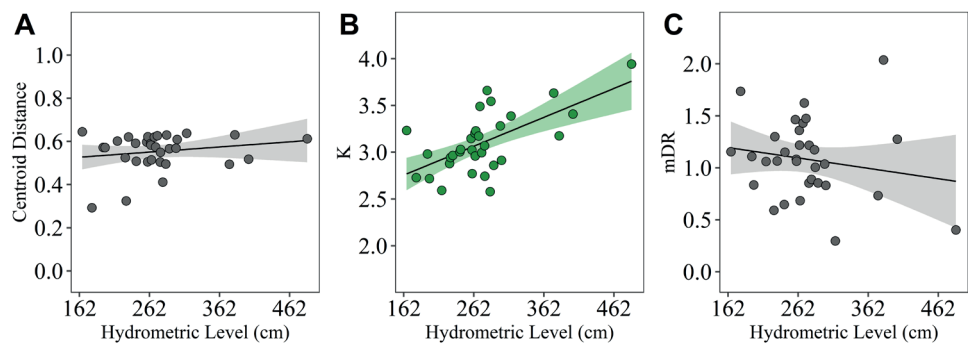 A
Centroid Distance
1.0
0.8
0.6
0.4
0.2
0.0
162 262 362 462
Hydrometric Level (cm)
B
K
4.0
3.5
3.0
2.5
2.0
162 262 362 462
Hydrometric Level (cm)
C
mDR
2.0
1.5
1.0
0.5
0.0
162 262 362 462
Hydrometric Level (cm)